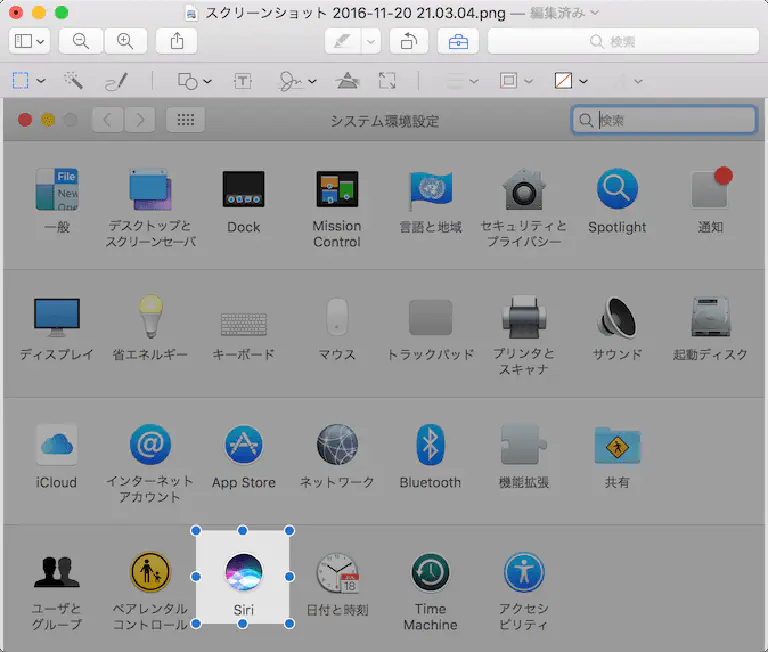 スクリーンショット 2016-11-20 21.03.04.png — 編集済み
検索
システム環境設定
検索
File
New
一般
デスクトップと
スクリーンセーバ
Dock
Mission
Control
言語と地域
セキュリティと
プライバシー
Spotlight
通知
ディスプレイ
省エネルギー
キーボード
マウス
トラックパッド
プリンタと
スキャナ
サウンド
起動ディスク
iCloud
インターネット
アカウント
App Store
ネットワーク
Bluetooth
機能拡張
共有
ユーザと
グループ
ペアレンタル
コントロール
Siri
18
日付と時刻
Time
Machine
アクセシ
ビリティ